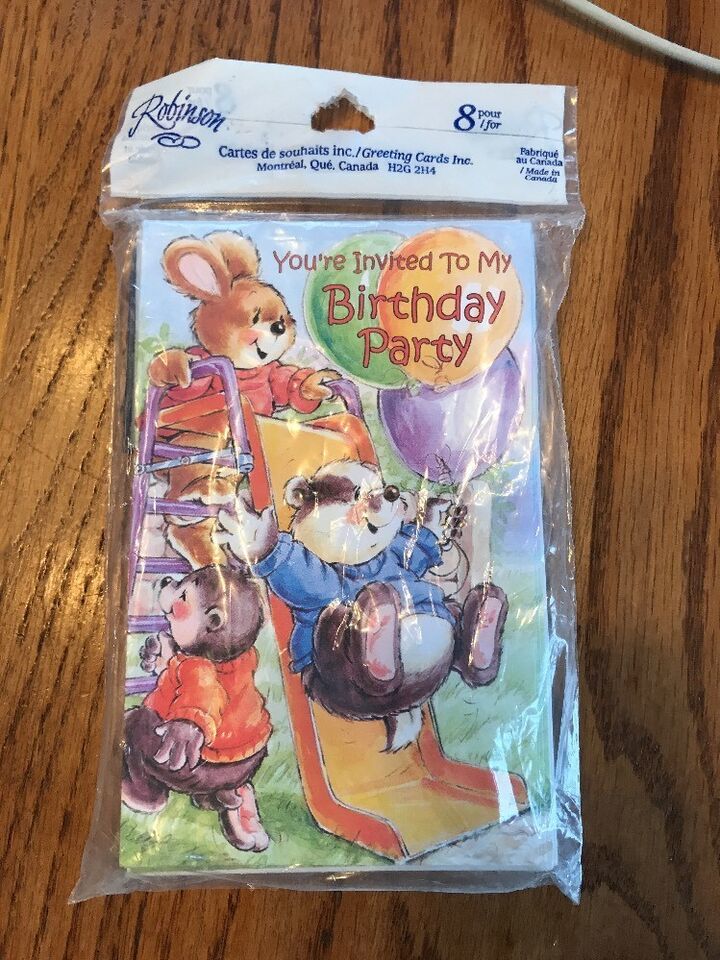 Robinson
8 pour
/ for
Cartes de souhaits inc./Greeting Cards Inc.
Montréal, Qué, Canada H2G 2H4
Fabriqué
au Canada
/ Made in
Canada
You're Invited To My
Birthday
Party